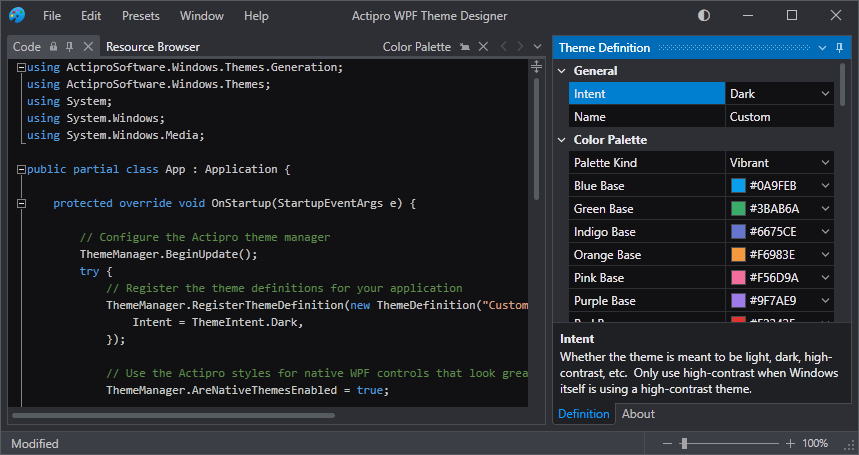 File Edit Presets Window Help Actipro WPF Theme Designer
Code Resource Browser Color Palette
using ActiproSoftware.Windows.Themes.Generation;
using ActiproSoftware.Windows.Themes;
using System;
using System.Windows;
using System.Windows.Media;
public partial class App : Application {
protected override void OnStartup(StartupEventArgs e) {
// Configure the Actipro theme manager
ThemeManager.BeginUpdate();
try {
// Register the theme definitions for your application
ThemeManager.RegisterThemeDefinition(new ThemeDefinition("Custom
Intent = ThemeIntent.Dark,
});
// Use the Actipro styles for native WPF controls that look grea
ThemeManager.AreNativeThemesEnabled = true;
Theme Definition
General
Intent Dark
Name Custom
Color Palette
Palette Kind Vibrant
Blue Base #0A9FEB
Green Base #3BAB6A
Indigo Base #6675CE
Orange Base #F6983E
Pink Base #F56D9A
Purple Base #9F7AE9
Intent
Whether the theme is meant to be light, dark, high-
contrast, etc. Only use high-contrast when Windows
itself is using a high-contrast theme.
Definition About
Modified 100%